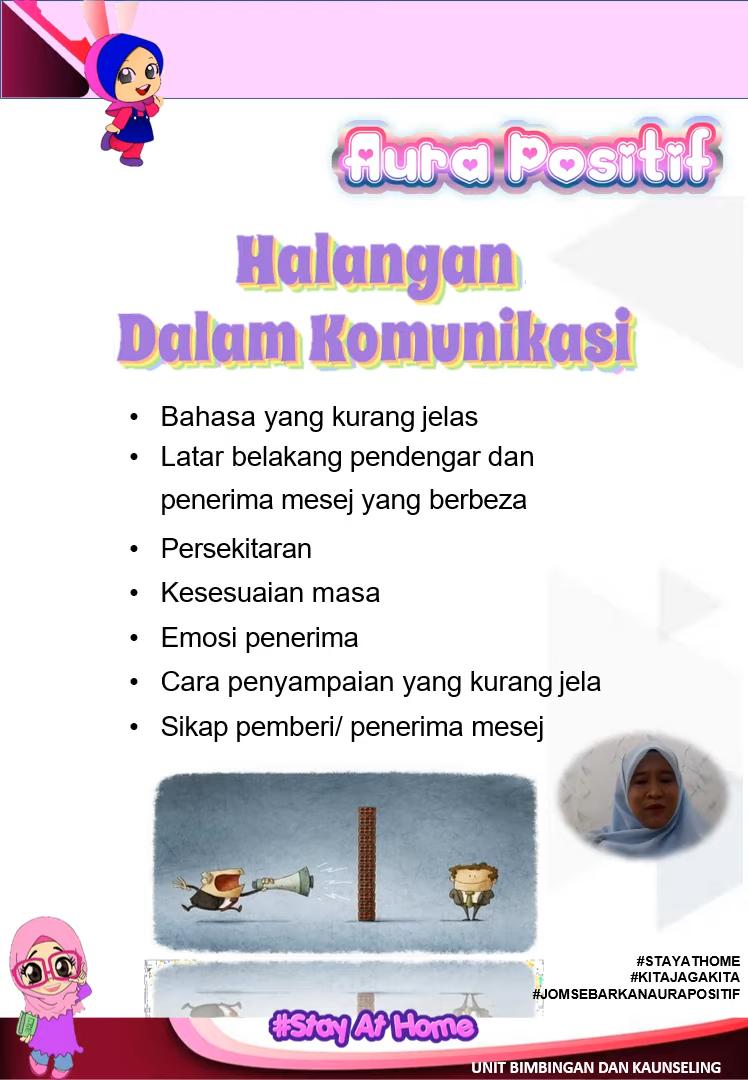 Aura Positif
Halangan
Dalam Komunikasi
• Bahasa yang kurang jelas
• Latar belakang pendengar dan
penerima mesej yang berbeza
• Persekitaran
• Kesesuaian masa
• Emosi penerima
• Cara penyampaian yang kurang jela
• Sikap pemberi/ penerima mesej
#STAYATHOME
#KITAJAGAKITA
#JOMSEBARKANAURAPOSITIF
#Stay At Home
UNIT BIMBINGAN DAN KAUNSELING